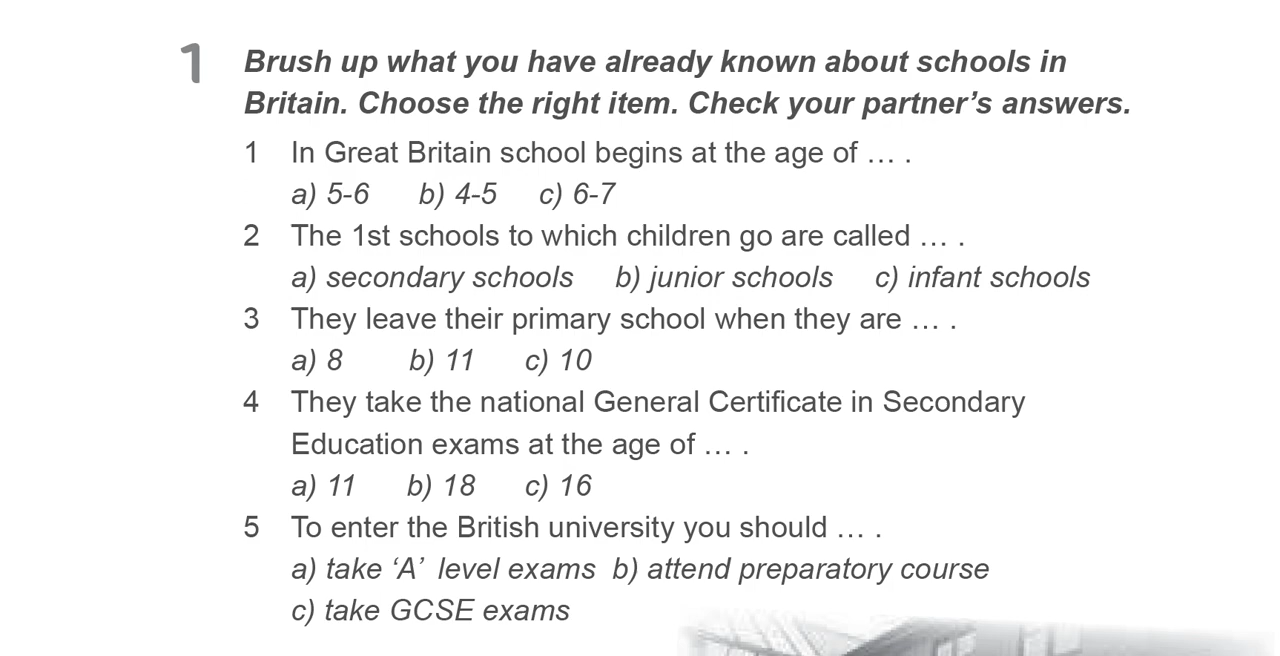 1 Brush up what you have already known about schools in
Britain. Choose the right item. Check your partner’s answers.
1 In Great Britain school begins at the age of … .
a) 5-6 b) 4-5 c) 6-7
2 The 1st schools to which children go are called … .
a) secondary schools b) junior schools c) infant schools
3 They leave their primary school when they are … .
a) 8 b) 11 c) 10
4 They take the national General Certificate in Secondary
Education exams at the age of … .
a) 11 b) 18 c) 16
5 To enter the British university you should … .
a) take ‘A’ level exams b) attend preparatory course
c) take GCSE exams